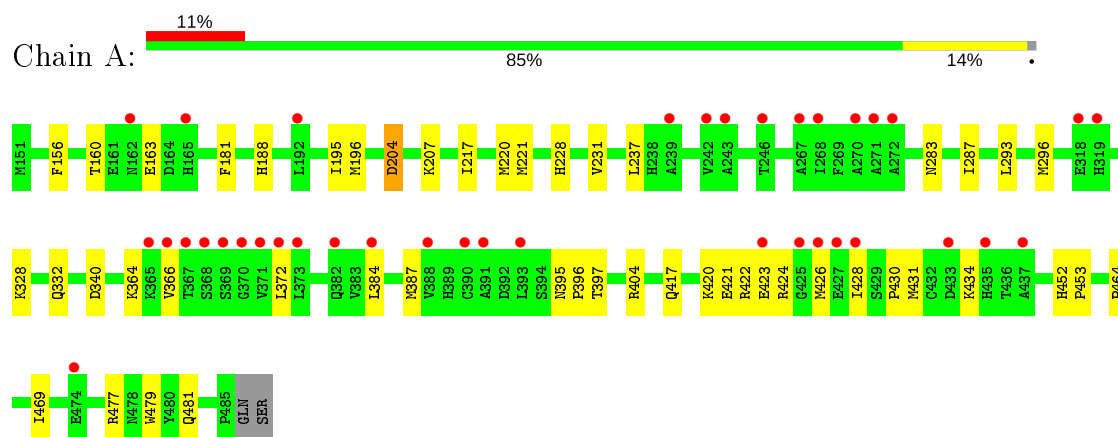 11%
Chain A:
85% 14% •
M151 F156 T160 E161 N162 E163 D164 H165 F181 H188 L192 I195 M196 D204 K207 I217 M220 M221 H228 V231 L237 H238 A239 V242 A243 T246 A267 I268 F269 A270 A271 A272 N283 I287 L293 M296 E318 H319
K328 Q332 D340 K364 K365 V366 T367 S368 S369 G370 V371 L372 L373 Q382 V383 L384 M387 V388 H389 C390 A391 D392 L393 S394 N395 P396 T397 R404 Q417 K420 E421 R422 E423 R424 G425 M426 E427 I428 S429 P430 M431 C432 D433 K434 H435 T436 A437 H452 P453
I469 E474 R477 N478 W479 Y480 Q481 P485 GLN SER